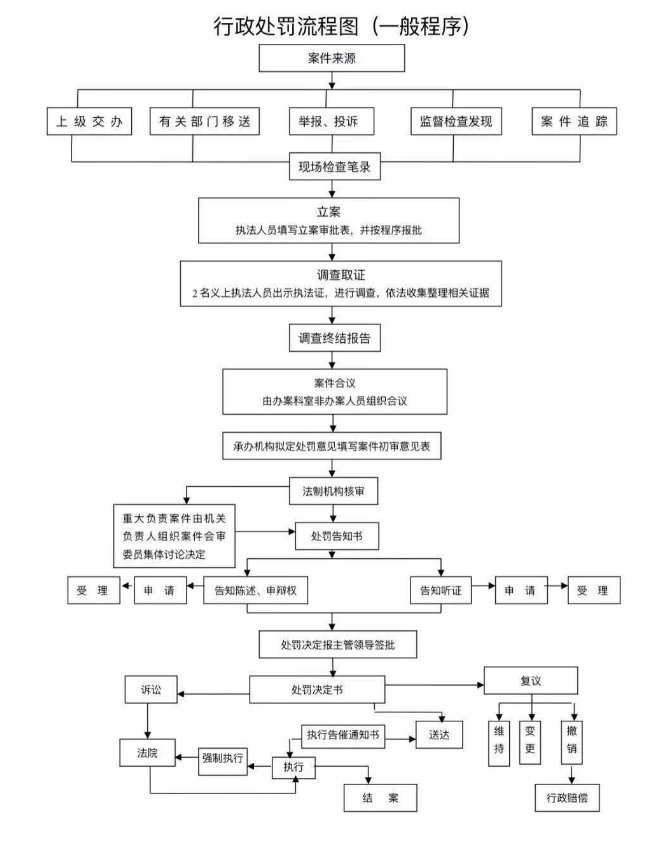 行政处罚流程图（一般程序）
案件来源
上级交办
有关部门移送
举报、投诉
监督检查发现
案件追踪
现场检查笔录
立案
执法人员填写立案审批表，并按程序报批
调查取证
2名义上执法人员出示执法证，进行调查，依法收集整理相关证据
调查终结报告
案件合议
由办案科室非办案人员组织合议
承办机构拟定处罚意见填写案件初审意见表
法制机构核审
重大负责案件由机关
负责人组织案件会审
委员集体讨论决定
处罚告知书
受理
申请
告知陈述、申辩权
告知听证
申请
受理
处罚决定报主管领导签批
诉讼
处罚决定书
复议
法院
强制执行
执行告催通知书
送达
维持
变更
撤销
执行
结案
行政赔偿